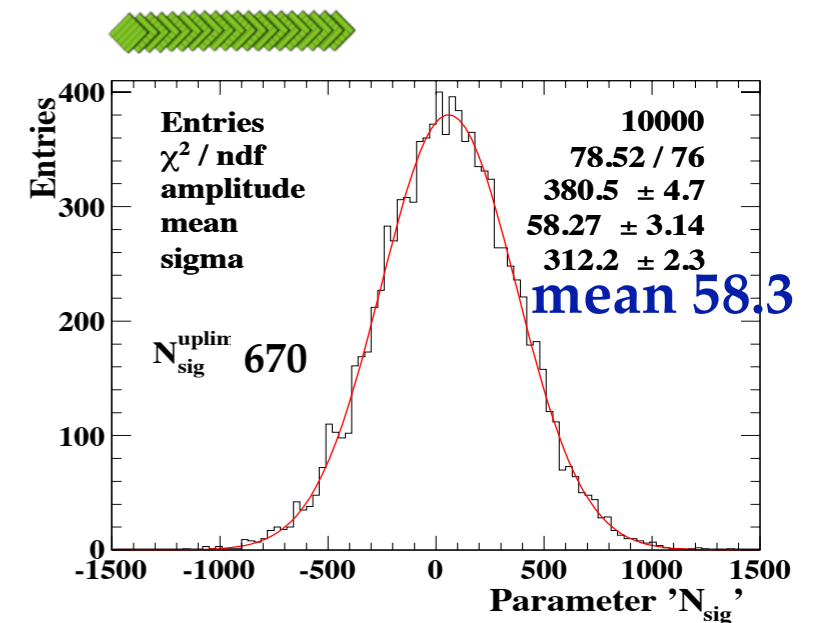 Entries
400
300
200
100
0
Entries 10000
χ² / ndf 78.52 / 76
amplitude 380.5 ± 4.7
mean 58.27 ± 3.14
sigma 312.2 ± 2.3
mean 58.3
N_sig^uplim 670
-1500 -1000 -500 0 500 1000 1500
Parameter ’N_sig’